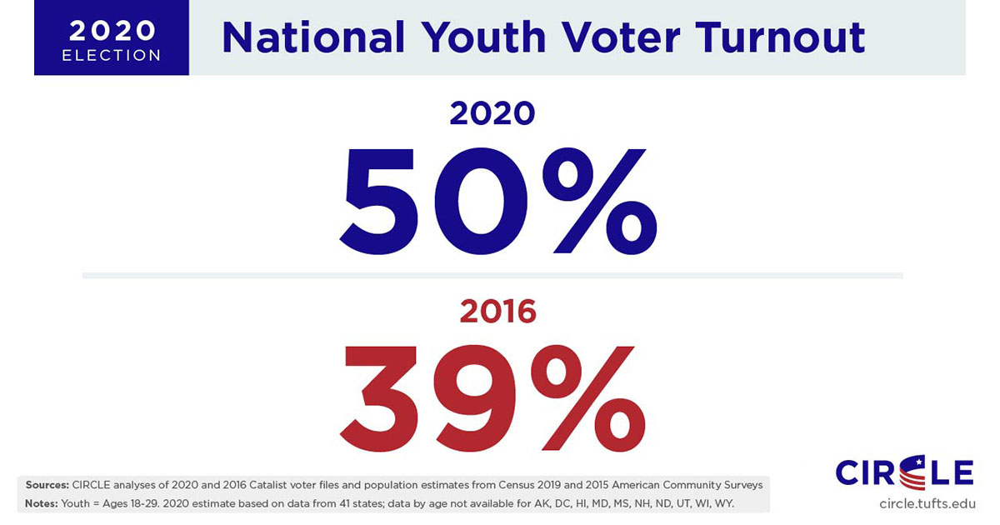 2020
ELECTION
National Youth Voter Turnout
2020
50%
2016
39%
Sources: CIRCLE analyses of 2020 and 2016 Catalist voter files and population estimates from Census 2019 and 2015 American Community Surveys
Notes: Youth = Ages 18-29. 2020 estimate based on data from 41 states; data by age not available for AK, DC, HI, MD, MS, NH, ND, UT, WI, WY.
CIRCLE
circle.tufts.edu